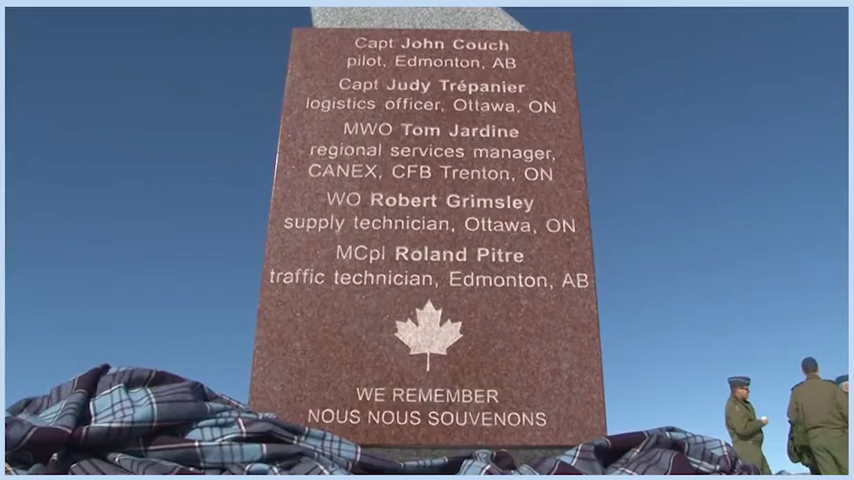 Capt John Couch
pilot, Edmonton, AB
Capt Judy Trépanier
logistics officer, Ottawa, ON
MWO Tom Jardine
regional services manager,
CANEX, CFB Trenton, ON
WO Robert Grimsley
supply technician, Ottawa, ON
MCpl Roland Pitre
traffic technician, Edmonton, AB
WE REMEMBER
NOUS NOUS SOUVENONS